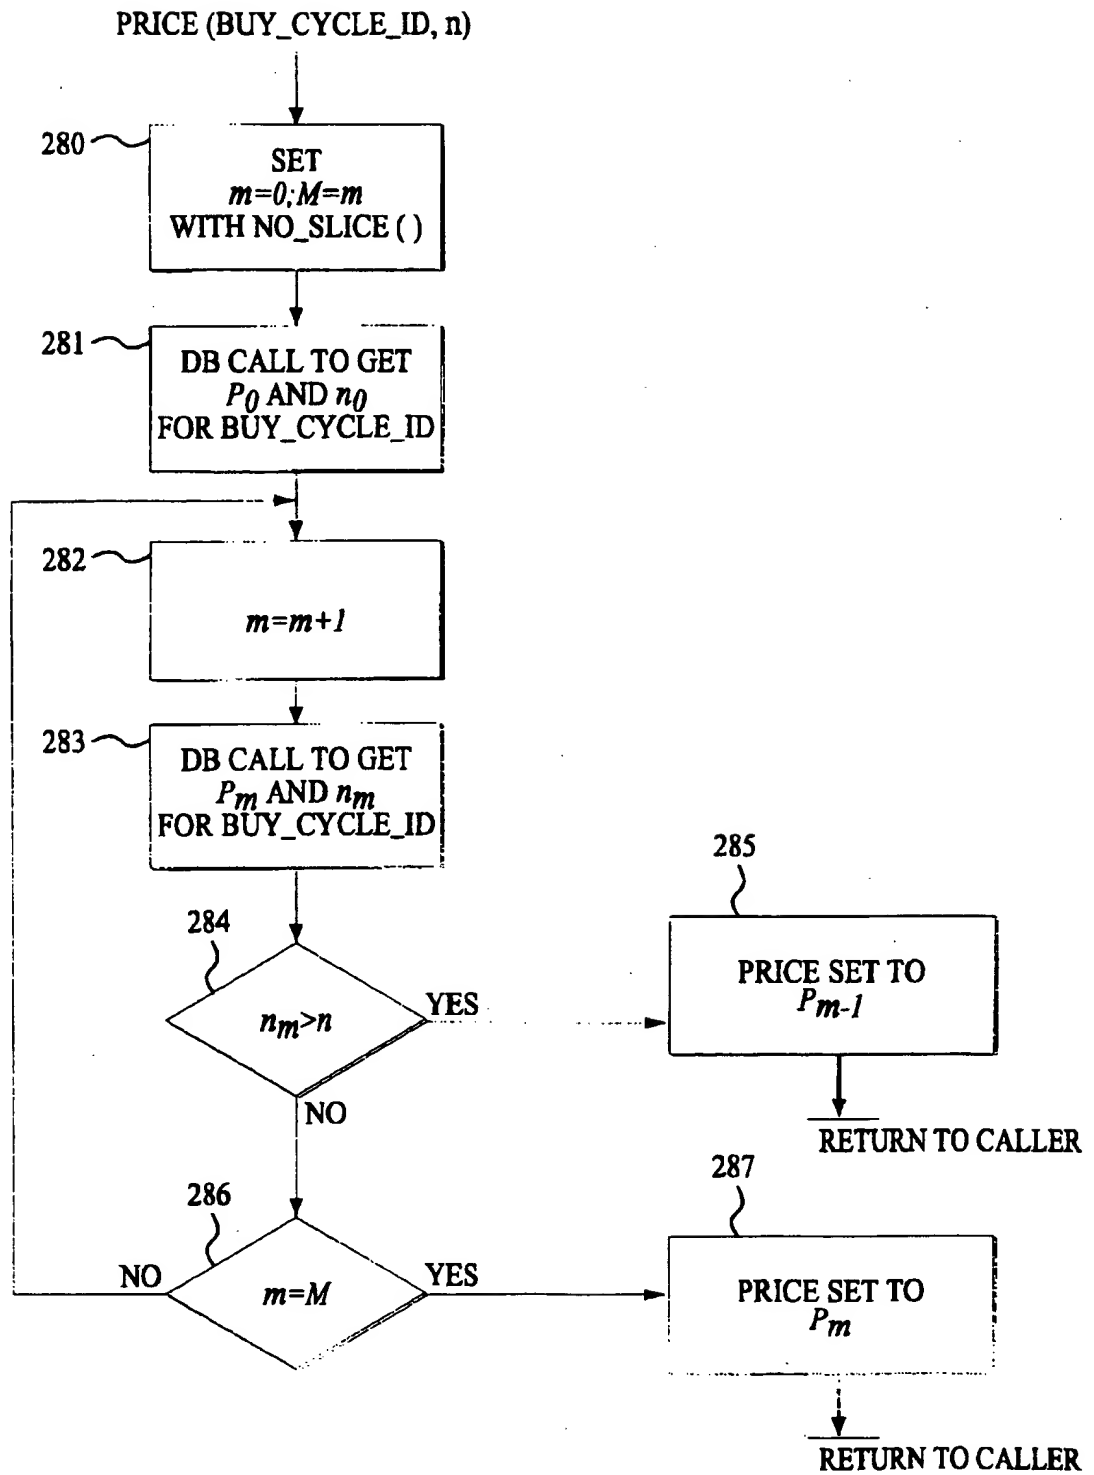 PRICE (BUY_CYCLE_ID, n)
280
SET
m=0;M=m
WITH NO_SLICE ( )
281
DB CALL TO GET
P0 AND n0
FOR BUY_CYCLE_ID
282
m=m+1
283
DB CALL TO GET
Pm AND nm
FOR BUY_CYCLE_ID
284
nm>n
YES
NO
285
PRICE SET TO
Pm-1
RETURN TO CALLER
286
m=M
NO
YES
287
PRICE SET TO
Pm
RETURN TO CALLER